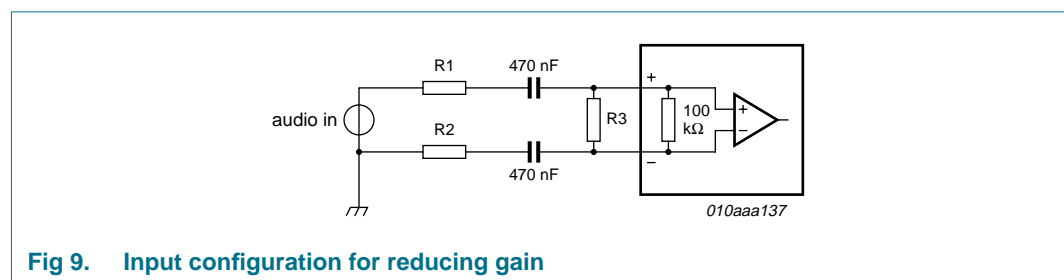 R1
470 nF
+
audio in
R3
100
kΩ
+
−
R2
−
470 nF
010aaa137
Fig 9. Input configuration for reducing gain